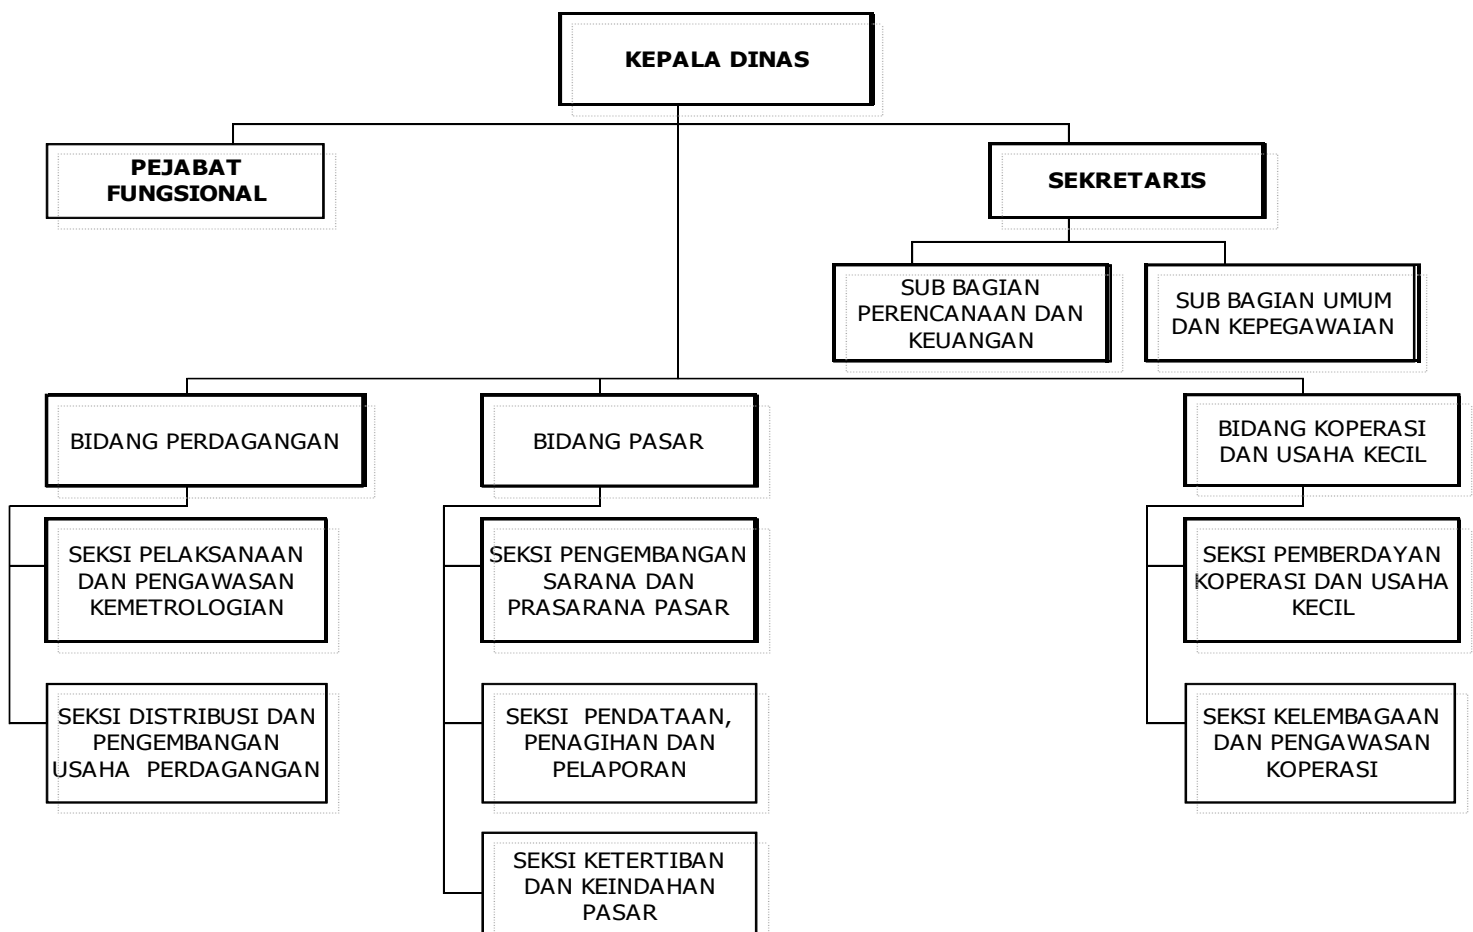 KEPALA DINAS
PEJABAT
FUNGSIONAL
SEKRETARIS
SUB BAGIAN
PERENCANAAN DAN
KEUANGAN
SUB BAGIAN UMUM
DAN KEPEGAWAIAN
BIDANG PERDAGANGAN
BIDANG PASAR
BIDANG KOPERASI
DAN USAHA KECIL
SEKSI PELAKSANAAN
DAN PENGAWASAN
KEMETROLOGIAN
SEKSI PENGEMBANGAN
SARANA DAN
PRASARANA PASAR
SEKSI PEMBERDAYAN
KOPERASI DAN USAHA
KECIL
SEKSI DISTRIBUSI DAN
PENGEMBANGAN
USAHA  PERDAGANGAN
SEKSI  PENDATAAN,
PENAGIHAN DAN
PELAPORAN
SEKSI KELEMBAGAAN
DAN PENGAWASAN
KOPERASI
SEKSI KETERTIBAN
DAN KEINDAHAN
PASAR